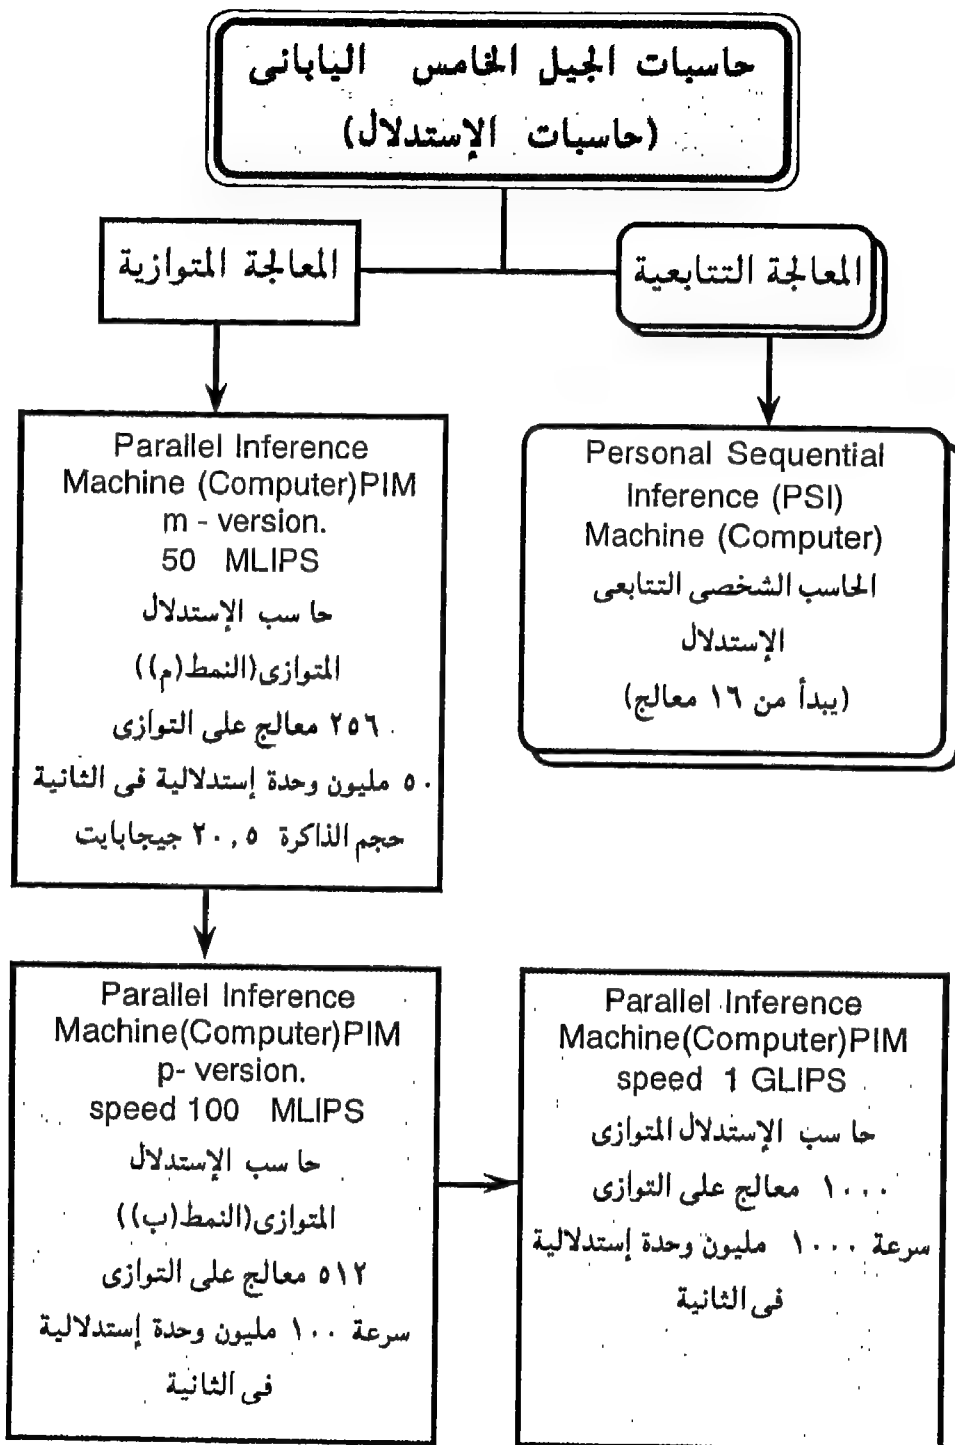 حاسبات الجيل الخامس اليابانى
(حاسبات الإستدلال)
المعالجة التتابعية
المعالجة المتوازية
Personal Sequential
Inference (PSI)
Machine (Computer)
الحاسب الشخصى التتابعى
الإستدلال
(يبدأ من ١٦ معالج)
Parallel Inference
Machine (Computer)PIM
m - version.
50 MLIPS
حا سب الإستدلال
المتوازى(النمط(م))
٢٥٦ معالج على التوازى
٥٠ مليون وحدة إستدلالية فى الثانية
حجم الذاكرة ٢٠,٥ جيجابايت
Parallel Inference
Machine(Computer)PIM
p- version.
speed 100 MLIPS
حا سب الإستدلال
المتوازى(النمط(ب))
٥١٢ معالج على التوازى
سرعة ١٠٠ مليون وحدة إستدلالية
فى الثانية
Parallel Inference
Machine(Computer)PIM
speed 1 GLIPS
حا سب الإستدلال المتوازى
١٠٠٠ معالج على التوازى
سرعة ١٠٠٠ مليون وحدة إستدلالية
فى الثانية